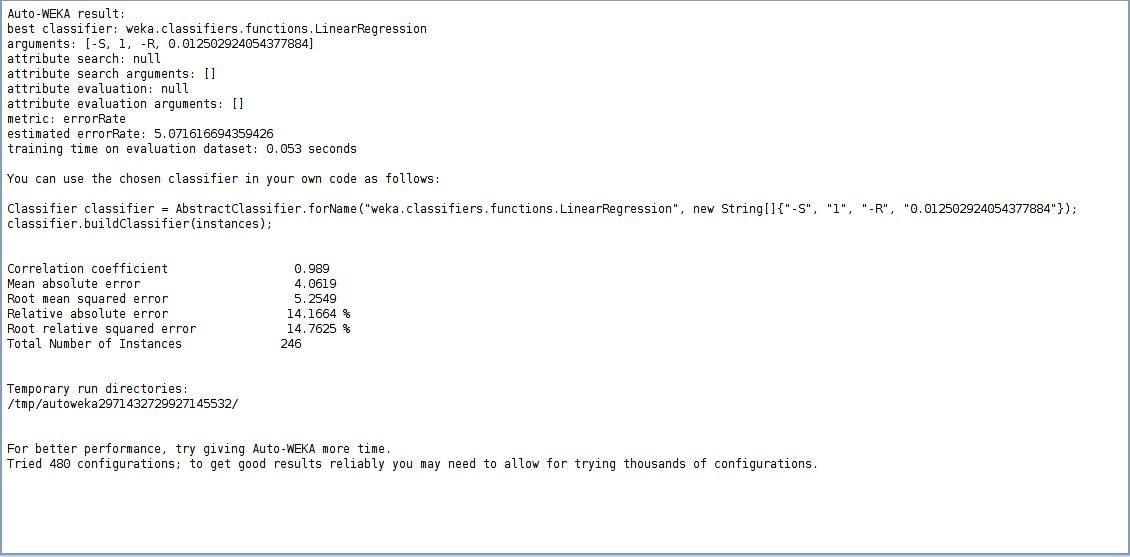 Auto-WEKA result:
best classifier: weka.classifiers.functions.LinearRegression
arguments: [-S, 1, -R, 0.012502924054377884]
attribute search: null
attribute search arguments: []
attribute evaluation: null
attribute evaluation arguments: []
metric: errorRate
estimated errorRate: 5.071616694359426
training time on evaluation dataset: 0.053 seconds
You can use the chosen classifier in your own code as follows:
Classifier classifier = AbstractClassifier.forName("weka.classifiers.functions.LinearRegression", new String[]{"-S", "1", "-R", "0.012502924054377884"});
classifier.buildClassifier(instances);
Correlation coefficient 0.989
Mean absolute error 4.0619
Root mean squared error 5.2549
Relative absolute error 14.1664 %
Root relative squared error 14.7625 %
Total Number of Instances 246
Temporary run directories:
/tmp/autoweka2971432729927145532/
For better performance, try giving Auto-WEKA more time.
Tried 480 configurations; to get good results reliably you may need to allow for trying thousands of configurations.